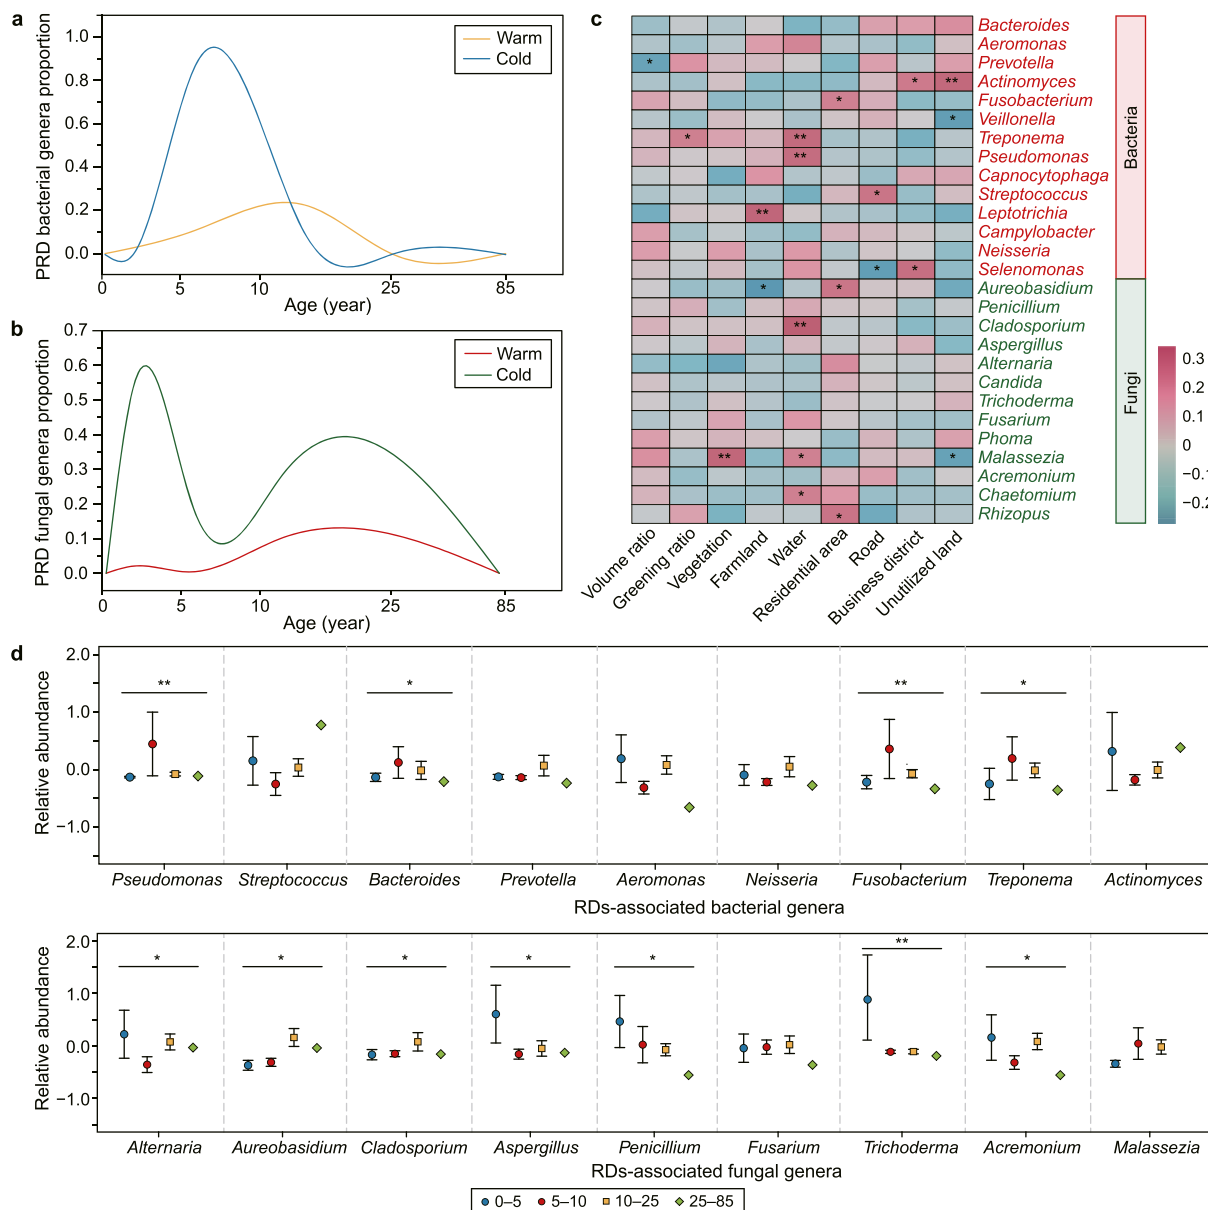 a
PRD bacterial genera proportion
1.0
0.8
0.6
0.4
0.2
0.0
Warm
Cold
0 5 10 25 85
Age (year)
b
PRD fungal genera proportion
0.7
0.6
0.5
0.4
0.3
0.2
0.1
0.0
Warm
Cold
0 5 10 25 85
Age (year)
c
Bacteroides
Aeromonas
* Prevotella
* ** Actinomyces
* Fusobacterium
* Veillonella
* ** Treponema
** Pseudomonas
Capnocytophaga
* Streptococcus
** Leptotrichia
Campylobacter
Neisseria
* * Selenomonas
* * Aureobasidium
Penicillium
** Cladosporium
Aspergillus
Alternaria
Candida
Trichoderma
Fusarium
Phoma
** * * Malassezia
Acremonium
* Chaetomium
* Rhizopus
Bacteria
Fungi
0.3
0.2
0.1
0
−0.1
−0.2
Volume ratio
Greening ratio
Vegetation
Farmland
Water
Residential area
Road
Business district
Unutilized land
d
Relative abundance
2.0
1.0
0.0
−1.0
** * ** *
Pseudomonas Streptococcus Bacteroides Prevotella Aeromonas Neisseria Fusobacterium Treponema Actinomyces
RDs-associated bacterial genera
Relative abundance
2.0
1.0
0.0
−1.0
* * * * * ** *
Alternaria Aureobasidium Cladosporium Aspergillus Penicillium Fusarium Trichoderma Acremonium Malassezia
RDs-associated fungal genera
0–5 5–10 10–25 25–85